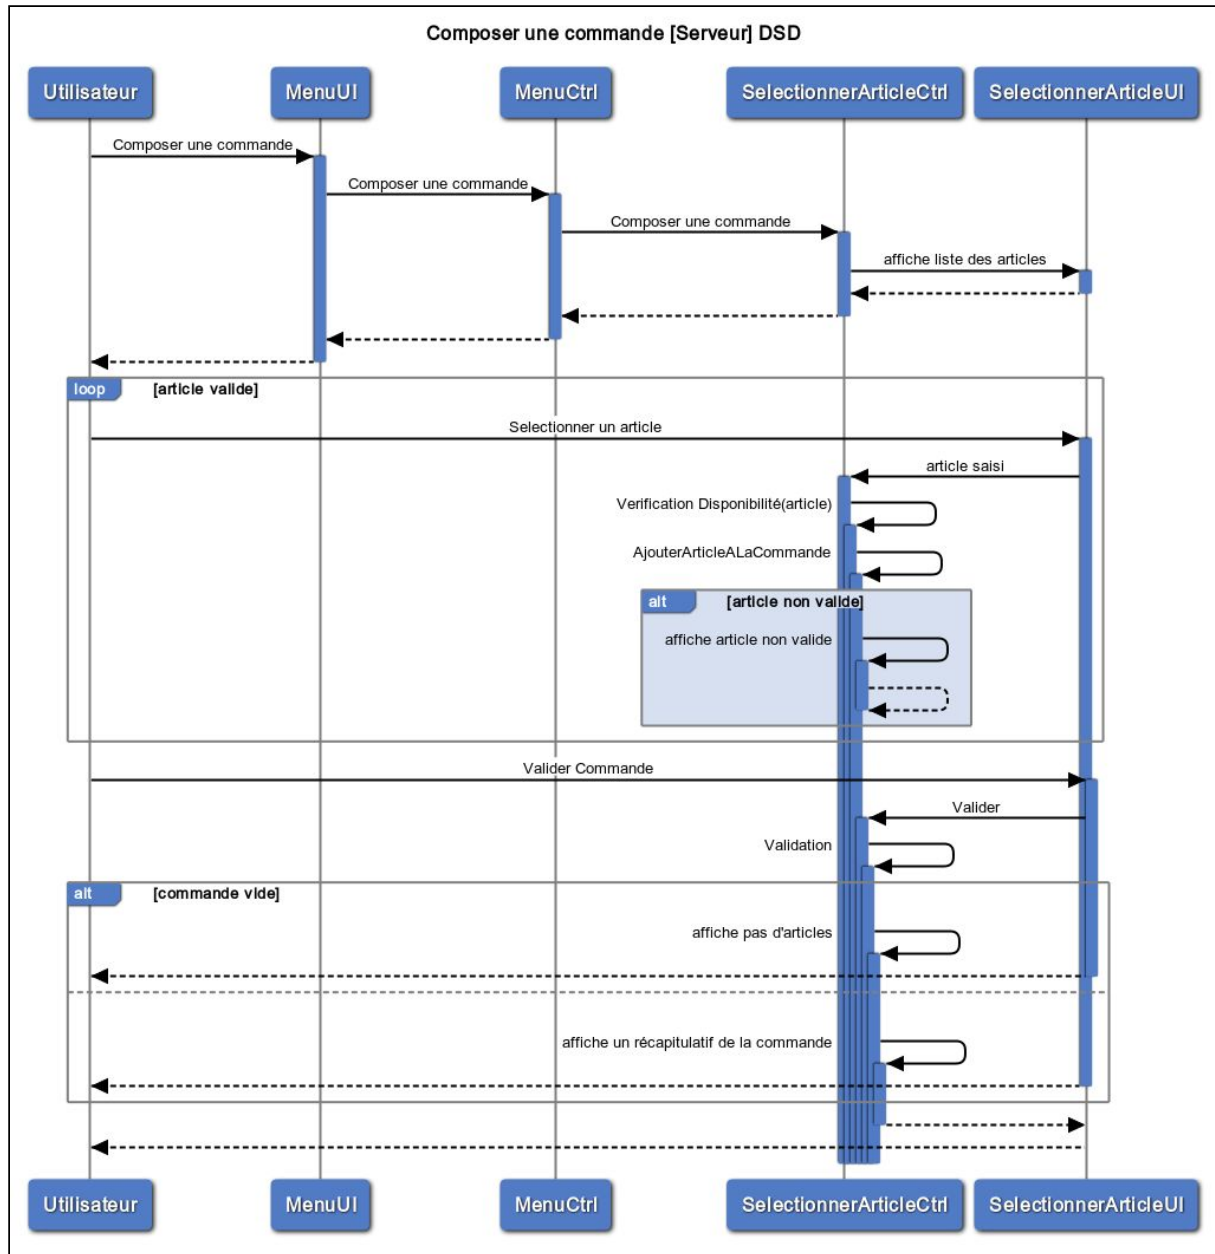 Composer une commande [Serveur] DSD
Utilisateur
MenuUI
MenuCtrl
SelectionnerArticleCtrl
SelectionnerArticleUI
Composer une commande
Composer une commande
Composer une commande
affiche liste des articles
loop
[article valide]
Selectionner un article
article saisi
Verification Disponibilité(article)
AjouterArticleALaCommande
alt
[article non valide]
affiche article non valide
Valider Commande
Valider
Validation
alt
[commande vide]
affiche pas d'articles
affiche un récapitulatif de la commande
Utilisateur
MenuUI
MenuCtrl
SelectionnerArticleCtrl
SelectionnerArticleUI